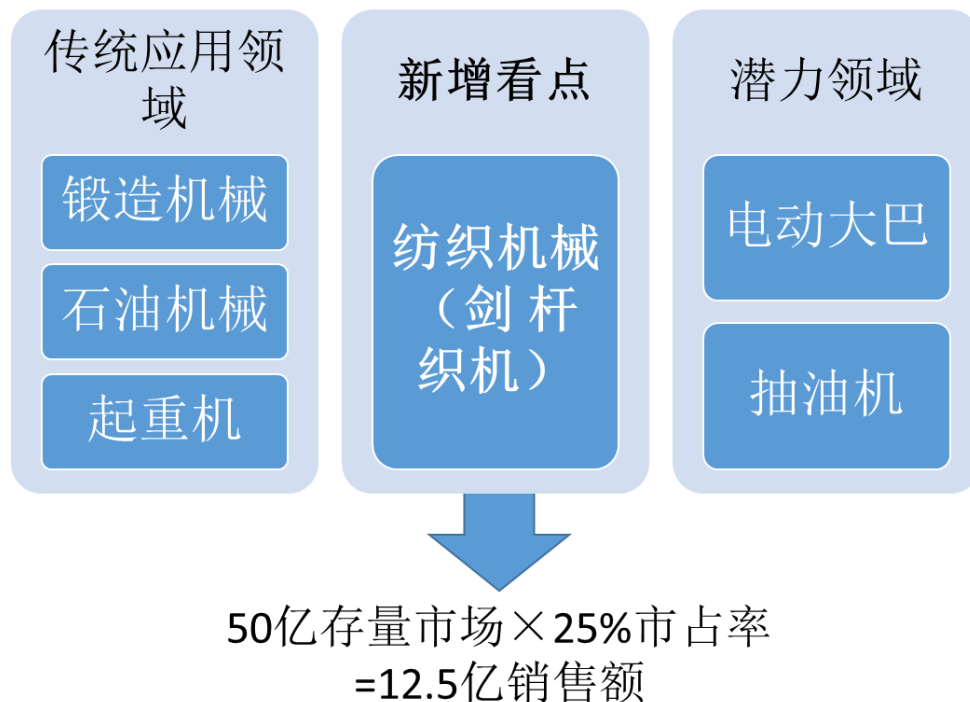 传统应用领
域
锻造机械
石油机械
起重机
新增看点
纺织机械
（剑 杆
织机）
潜力领域
电动大巴
抽油机
50亿存量市场×25%市占率
=12.5亿销售额